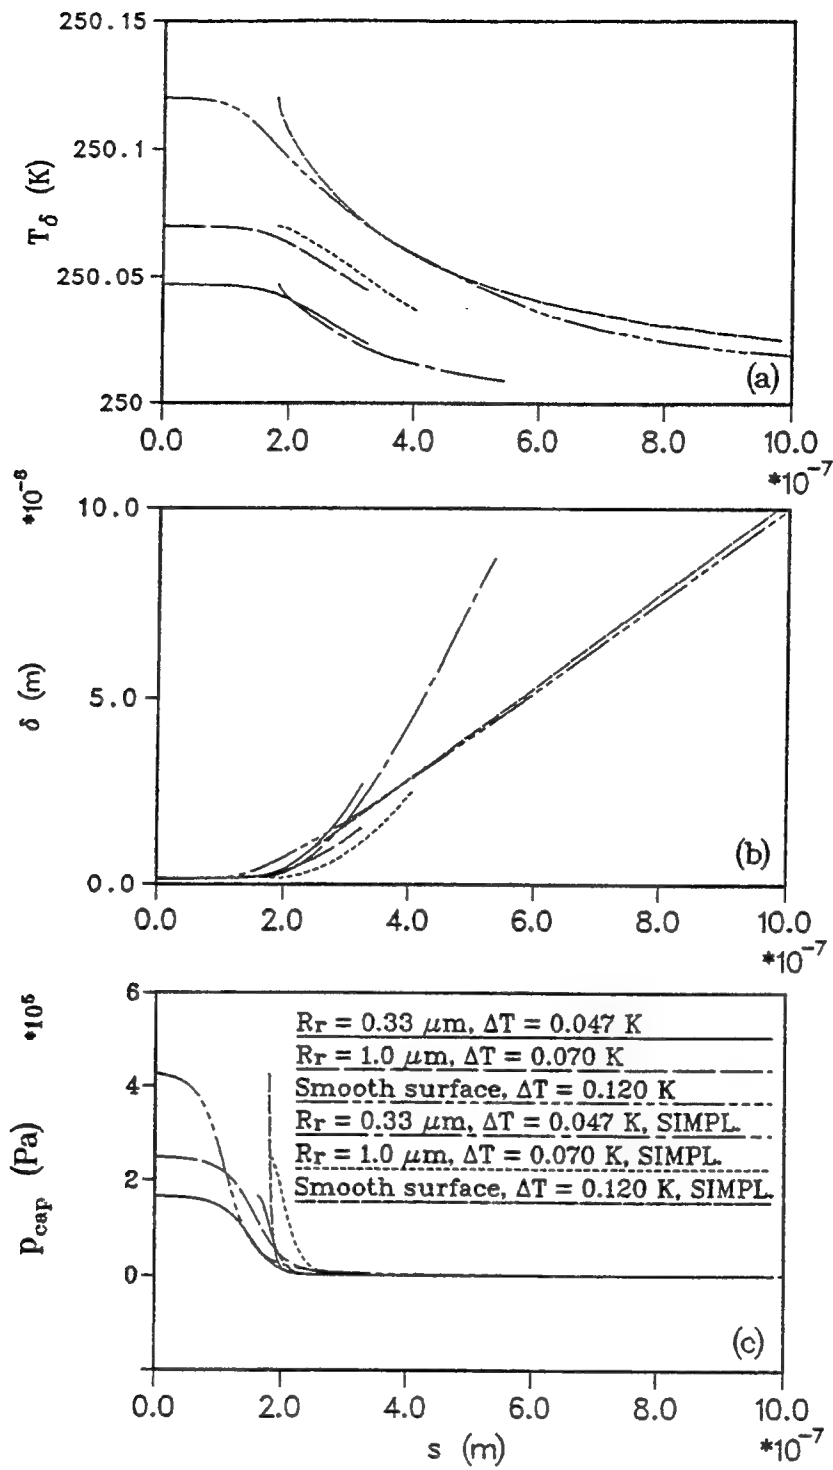 250.15
250.1
250.05
250
T_δ (K)
(a)
0.0 2.0 4.0 6.0 8.0 10.0
*10⁻⁷
*10⁻⁸
10.0
5.0
0.0
δ (m)
(b)
0.0 2.0 4.0 6.0 8.0 10.0
*10⁻⁷
*10⁵
6
4
2
0
p_cap (Pa)
Rr = 0.33 μm, ΔT = 0.047 K
Rr = 1.0 μm, ΔT = 0.070 K
Smooth surface, ΔT = 0.120 K
Rr = 0.33 μm, ΔT = 0.047 K, SIMPL.
Rr = 1.0 μm, ΔT = 0.070 K, SIMPL.
Smooth surface, ΔT = 0.120 K, SIMPL.
(c)
0.0 2.0 4.0 6.0 8.0 10.0
s (m)
*10⁻⁷